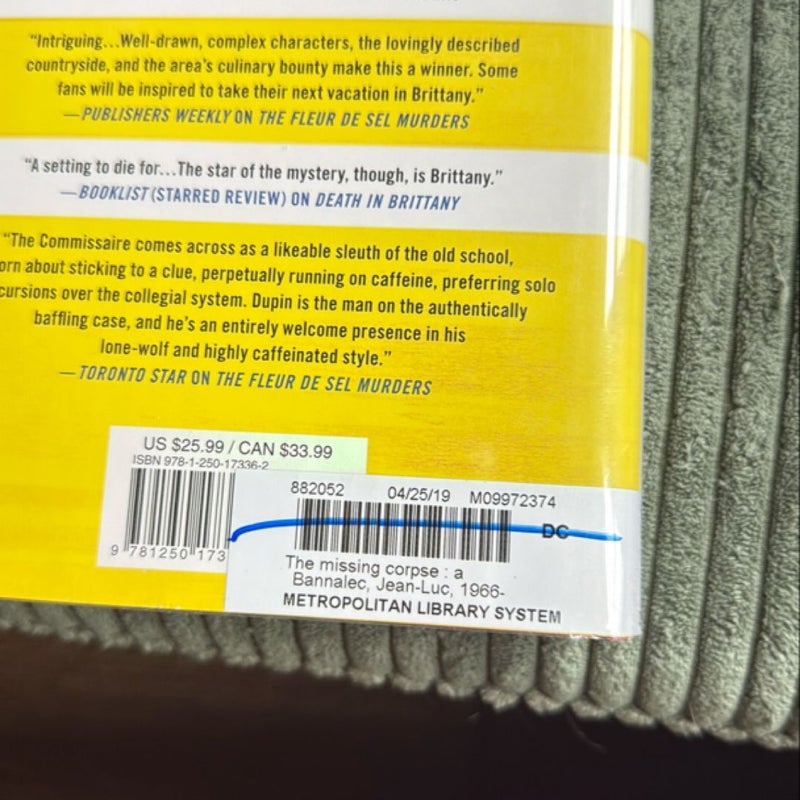 “Intriguing...Well-drawn, complex characters, the lovingly described
countryside, and the area’s culinary bounty make this a winner. Some
fans will be inspired to take their next vacation in Brittany.”
—PUBLISHERS WEEKLY ON THE FLEUR DE SEL MURDERS
“A setting to die for...The star of the mystery, though, is Brittany.”
—BOOKLIST (STARRED REVIEW) ON DEATH IN BRITTANY
“The Commissaire comes across as a likeable sleuth of the old school,
orn about sticking to a clue, perpetually running on caffeine, preferring solo
cursions over the collegial system. Dupin is the man on the authentically
baffling case, and he’s an entirely welcome presence in his
lone-wolf and highly caffeinated style.”
—TORONTO STAR ON THE FLEUR DE SEL MURDERS
US $25.99 / CAN $33.99
ISBN 978-1-250-17336-2
9 781250 173
882052 04/25/19 M09972374
DC
The missing corpse : a
Bannalec, Jean-Luc, 1966-
METROPOLITAN LIBRARY SYSTEM